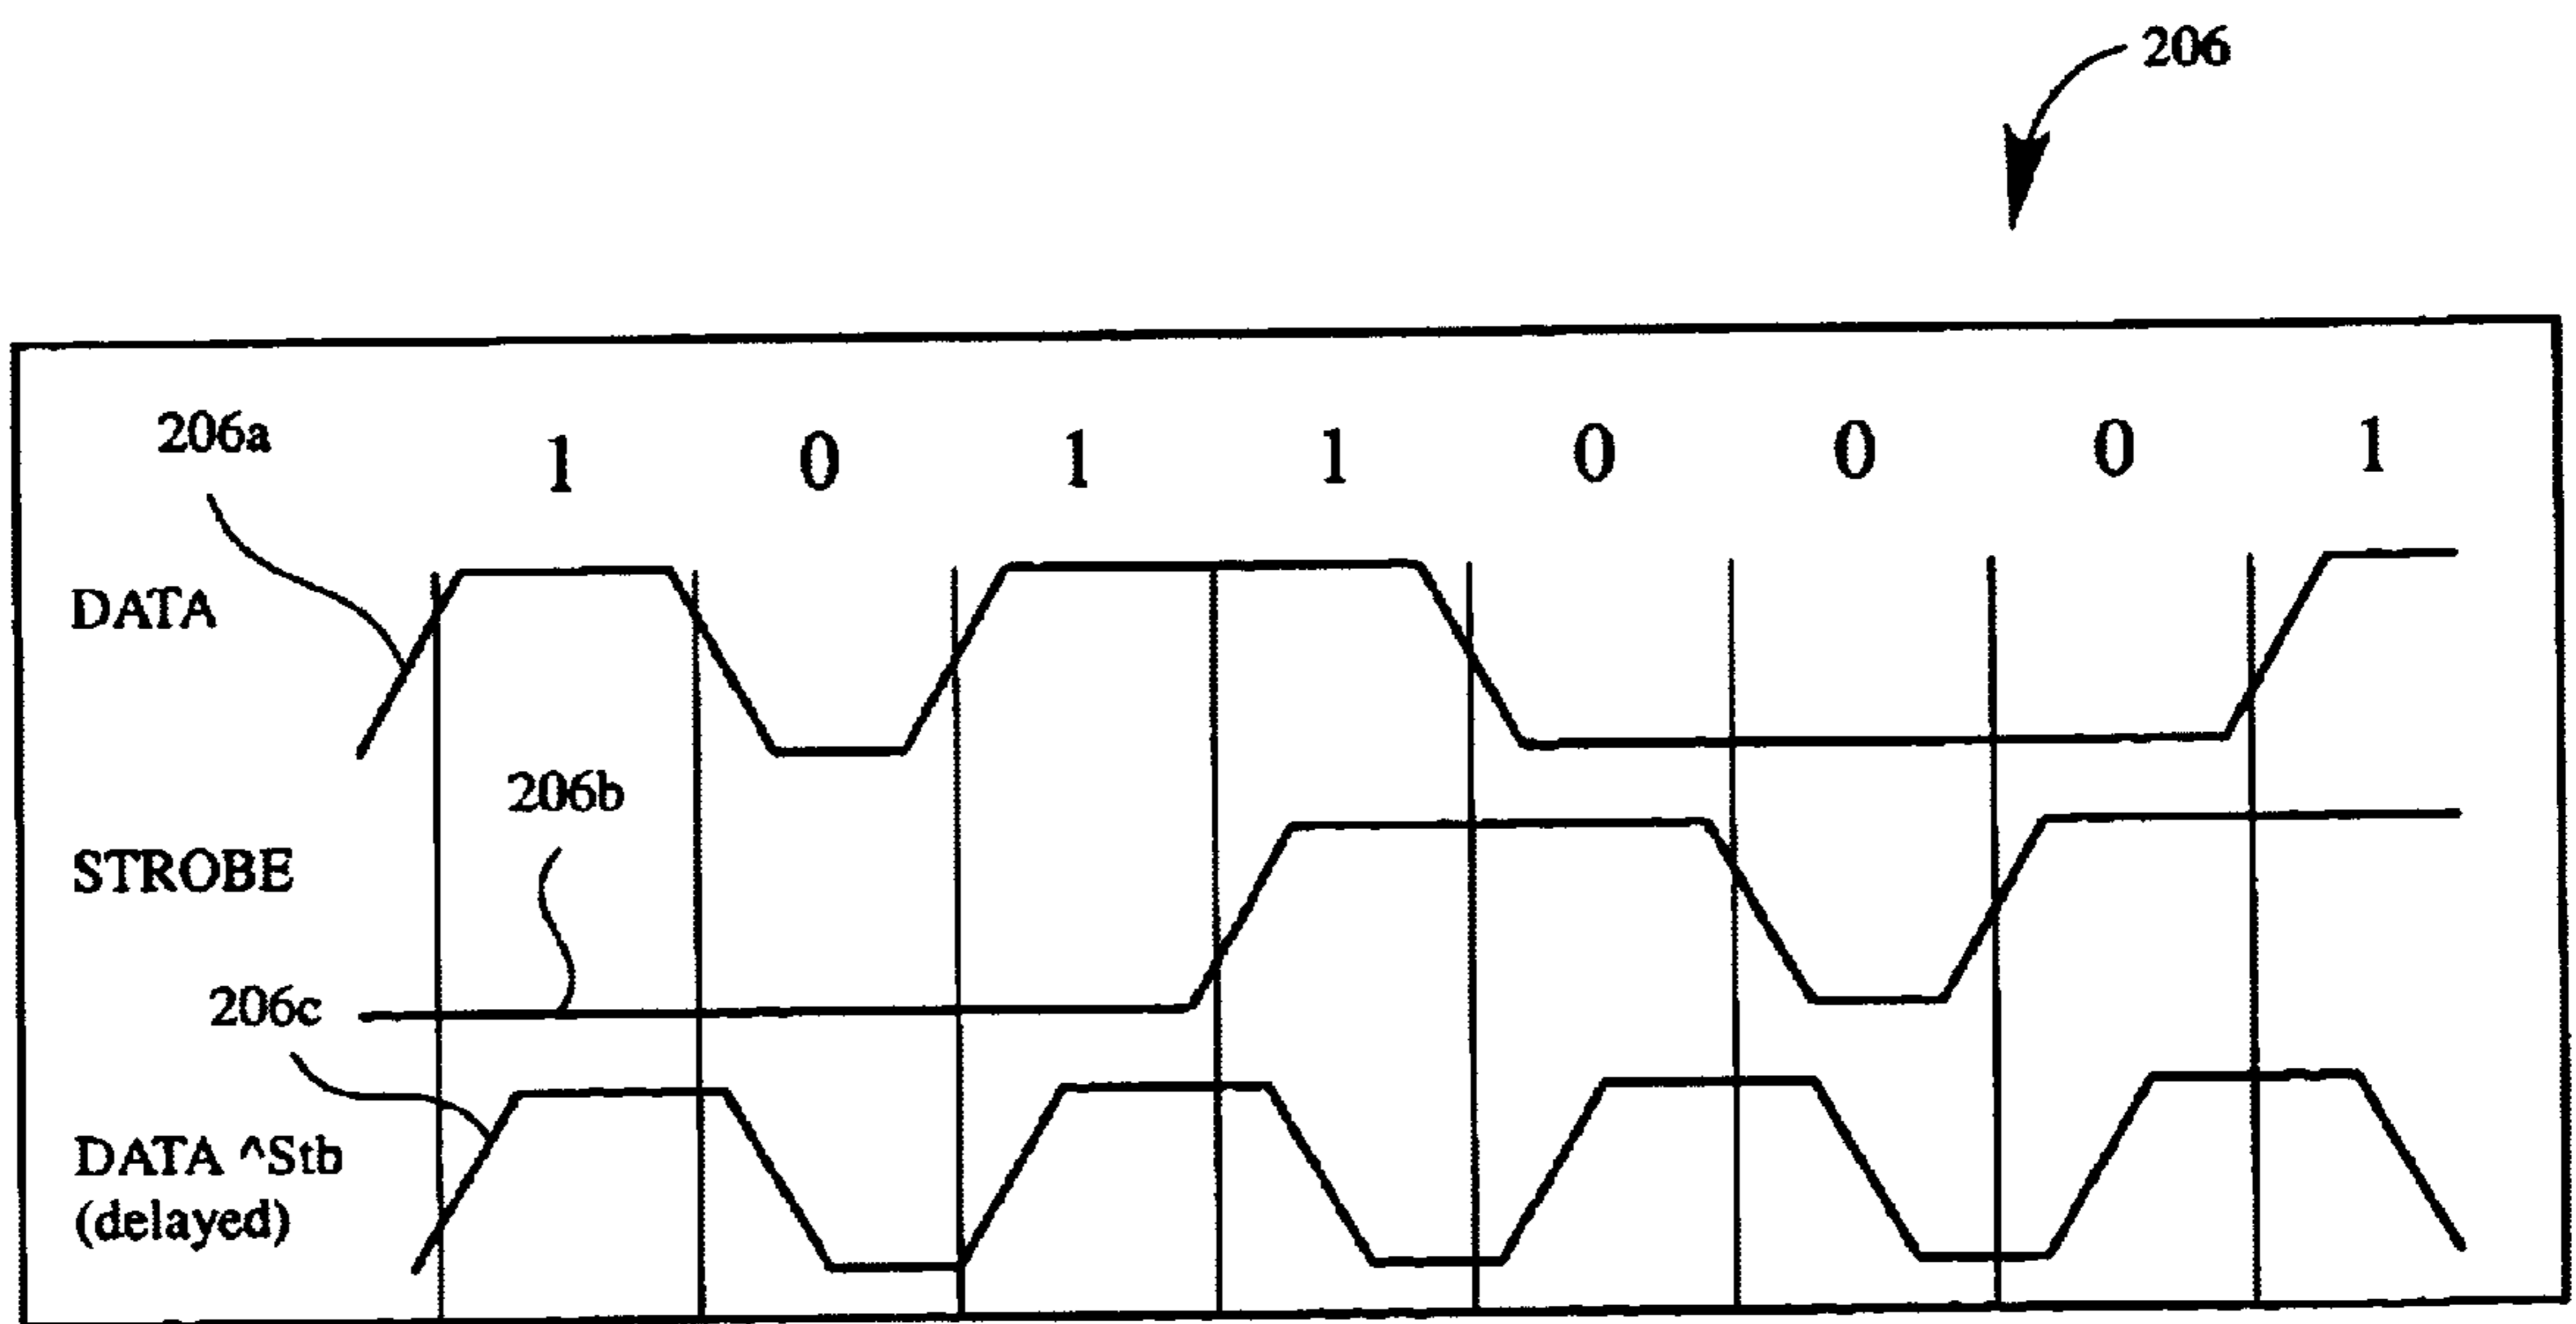 206
206a
1 0 1 1 0 0 0 1
DATA
206b
STROBE
206c
DATA ^Stb
(delayed)